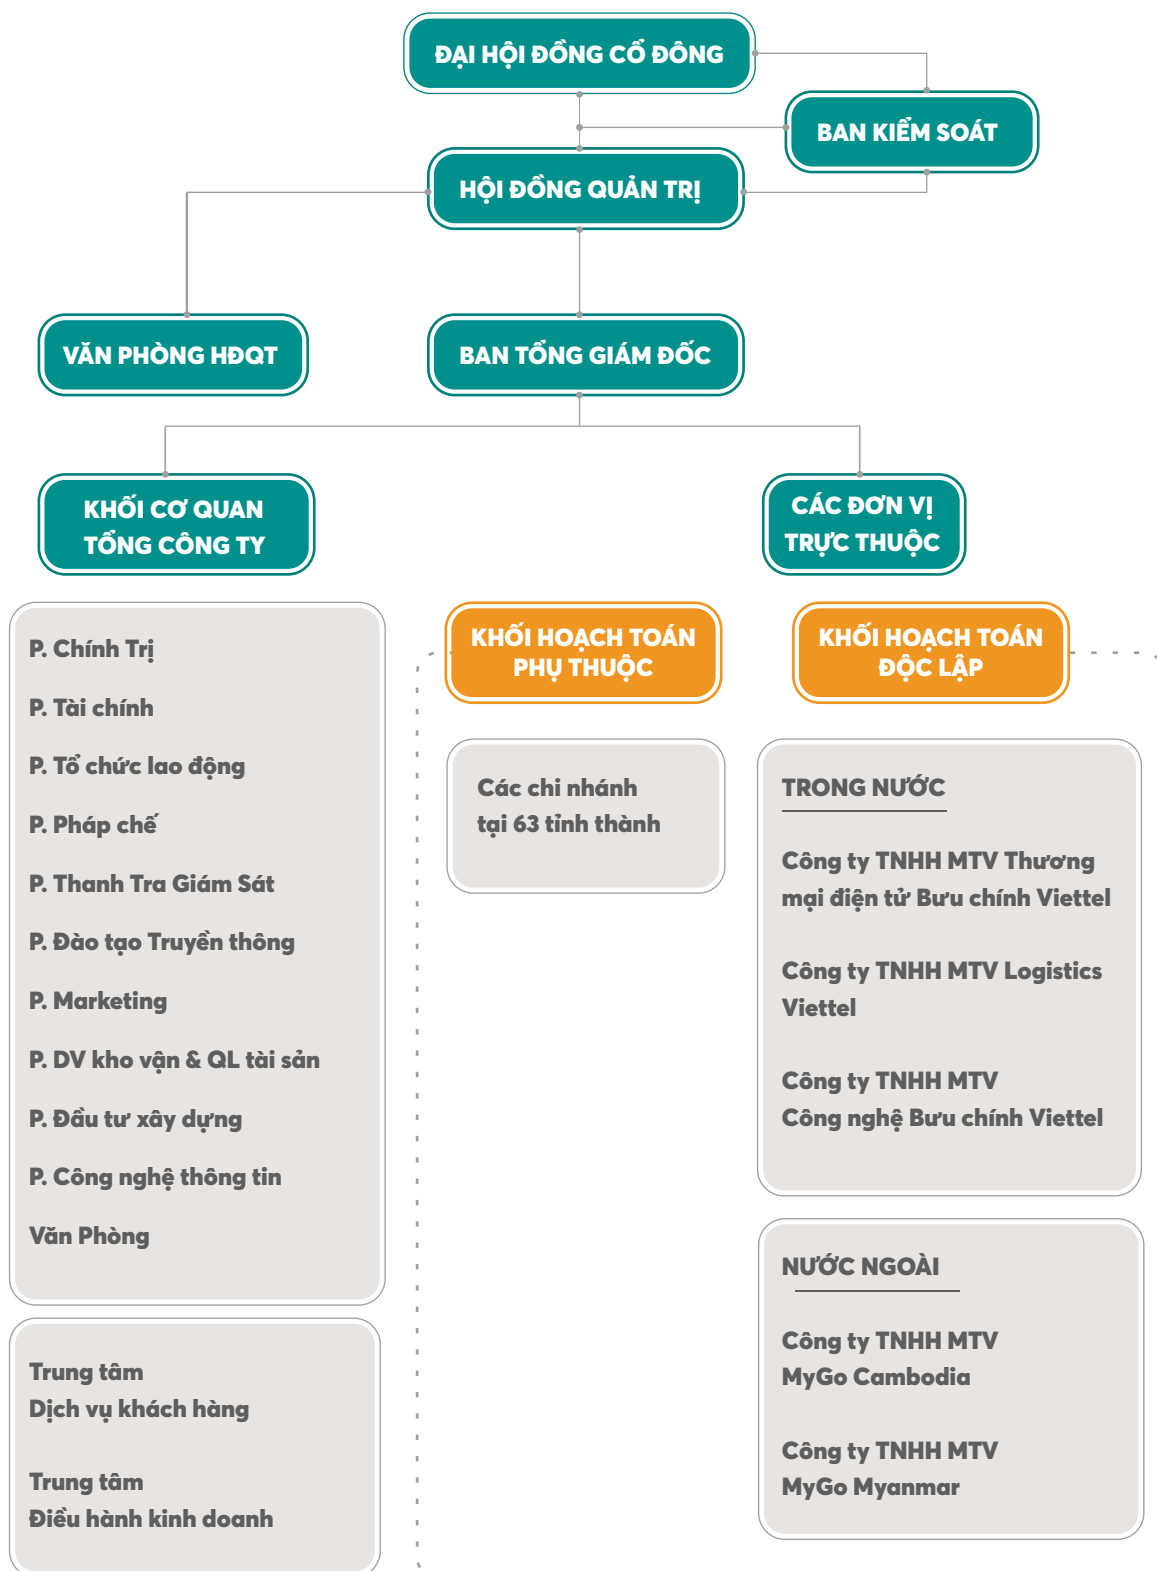 ĐẠI HỘI ĐỒNG CỔ ĐÔNG
BAN KIỂM SOÁT
HỘI ĐỒNG QUẢN TRỊ
VĂN PHÒNG HĐQT
BAN TỔNG GIÁM ĐỐC
KHỐI CƠ QUAN
TỔNG CÔNG TY
CÁC ĐƠN VỊ
TRỰC THUỘC
P. Chính Trị
P. Tài chính
P. Tổ chức lao động
P. Pháp chế
P. Thanh Tra Giám Sát
P. Đào tạo Truyền thông
P. Marketing
P. DV kho vận & QL tài sản
P. Đầu tư xây dựng
P. Công nghệ thông tin
Văn Phòng
Trung tâm
Dịch vụ khách hàng
Trung tâm
Điều hành kinh doanh
KHỐI HOẠCH TOÁN
PHỤ THUỘC
Các chi nhánh
tại 63 tỉnh thành
KHỐI HOẠCH TOÁN
ĐỘC LẬP
TRONG NƯỚC
Công ty TNHH MTV Thương
mại điện tử Bưu chính Viettel
Công ty TNHH MTV Logistics
Viettel
Công ty TNHH MTV
Công nghệ Bưu chính Viettel
NƯỚC NGOÀI
Công ty TNHH MTV
MyGo Cambodia
Công ty TNHH MTV
MyGo Myanmar